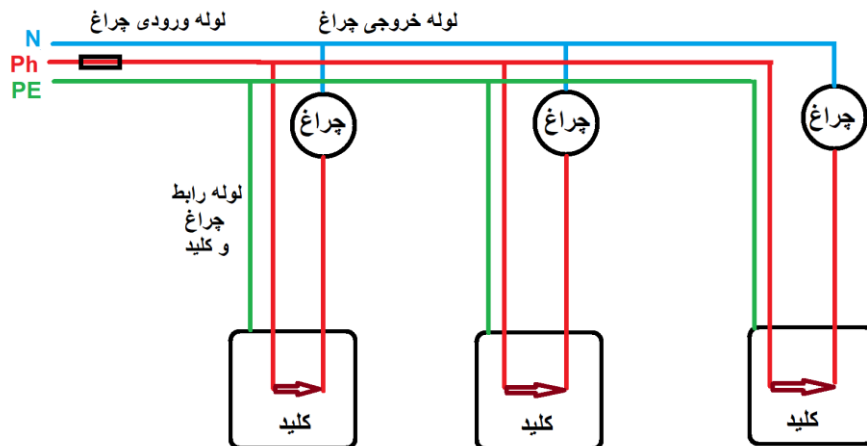 لوله ورودی چراغ
لوله خروجی چراغ
N
Ph
PE
چراغ
چراغ
چراغ
لوله رابط
چراغ
و کلید
کلید
کلید
کلید